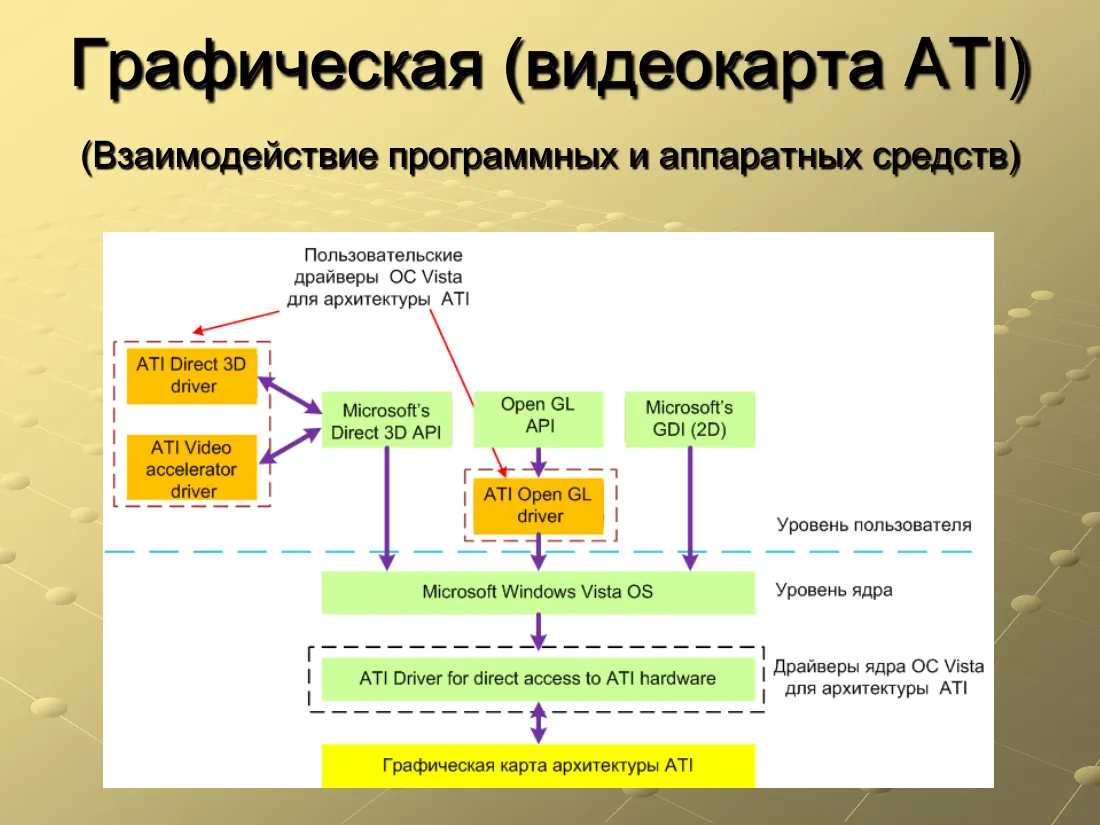 Графическая (видеокарта ATI)
(Взаимодействие программных и аппаратных средств)
Пользовательские
драйверы ОС Vista
для архитектуры ATI
ATI Direct 3D
driver
ATI Video
accelerator
driver
Microsoft's
Direct 3D API
Open GL
API
Microsoft's
GDI (2D)
ATI Open GL
driver
Уровень пользователя
Microsoft Windows Vista OS
Уровень ядра
ATI Driver for direct access to ATI hardware
Драйверы ядра ОС Vista
для архитектуры ATI
Графическая карта архитектуры ATI